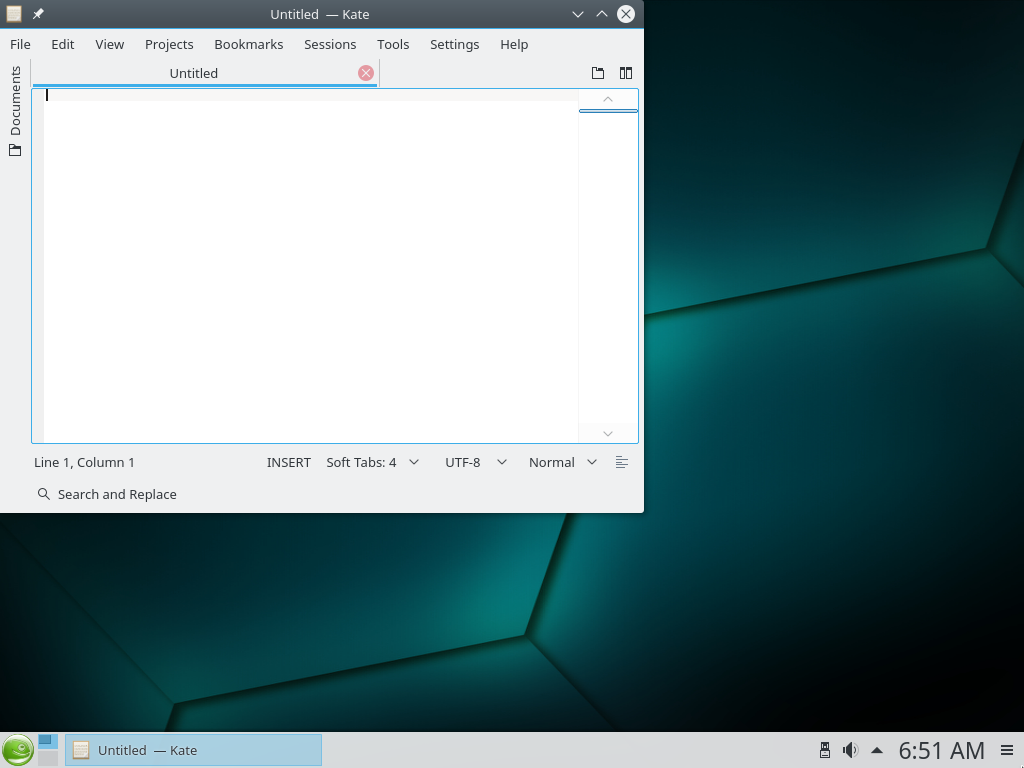 Untitled — Kate
File Edit View Projects Bookmarks Sessions Tools Settings Help
Untitled
Documents
Line 1, Column 1 INSERT Soft Tabs: 4 UTF-8 Normal
Search and Replace
Untitled — Kate 6:51 AM